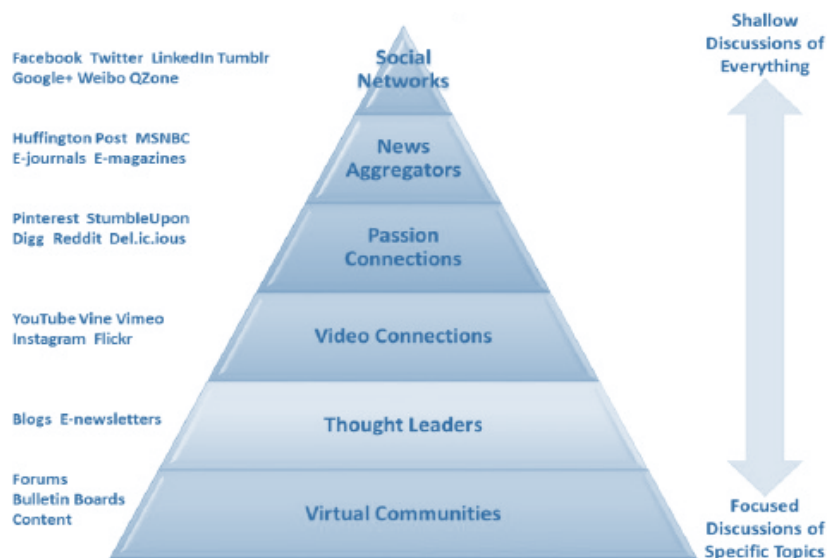 Shallow
Discussions of
Everything
Facebook Twitter LinkedIn Tumblr
Google+ Weibo QZone
Social
Networks
Huffington Post MSNBC
E-journals E-magazines
News
Aggregators
Pinterest StumbleUpon
Digg Reddit Del.ic.ious
Passion
Connections
YouTube Vine Vimeo
Instagram Flickr
Video Connections
Blogs E-newsletters
Thought Leaders
Forums
Bulletin Boards
Content
Virtual Communities
Focused
Discussions of
Specific Topics